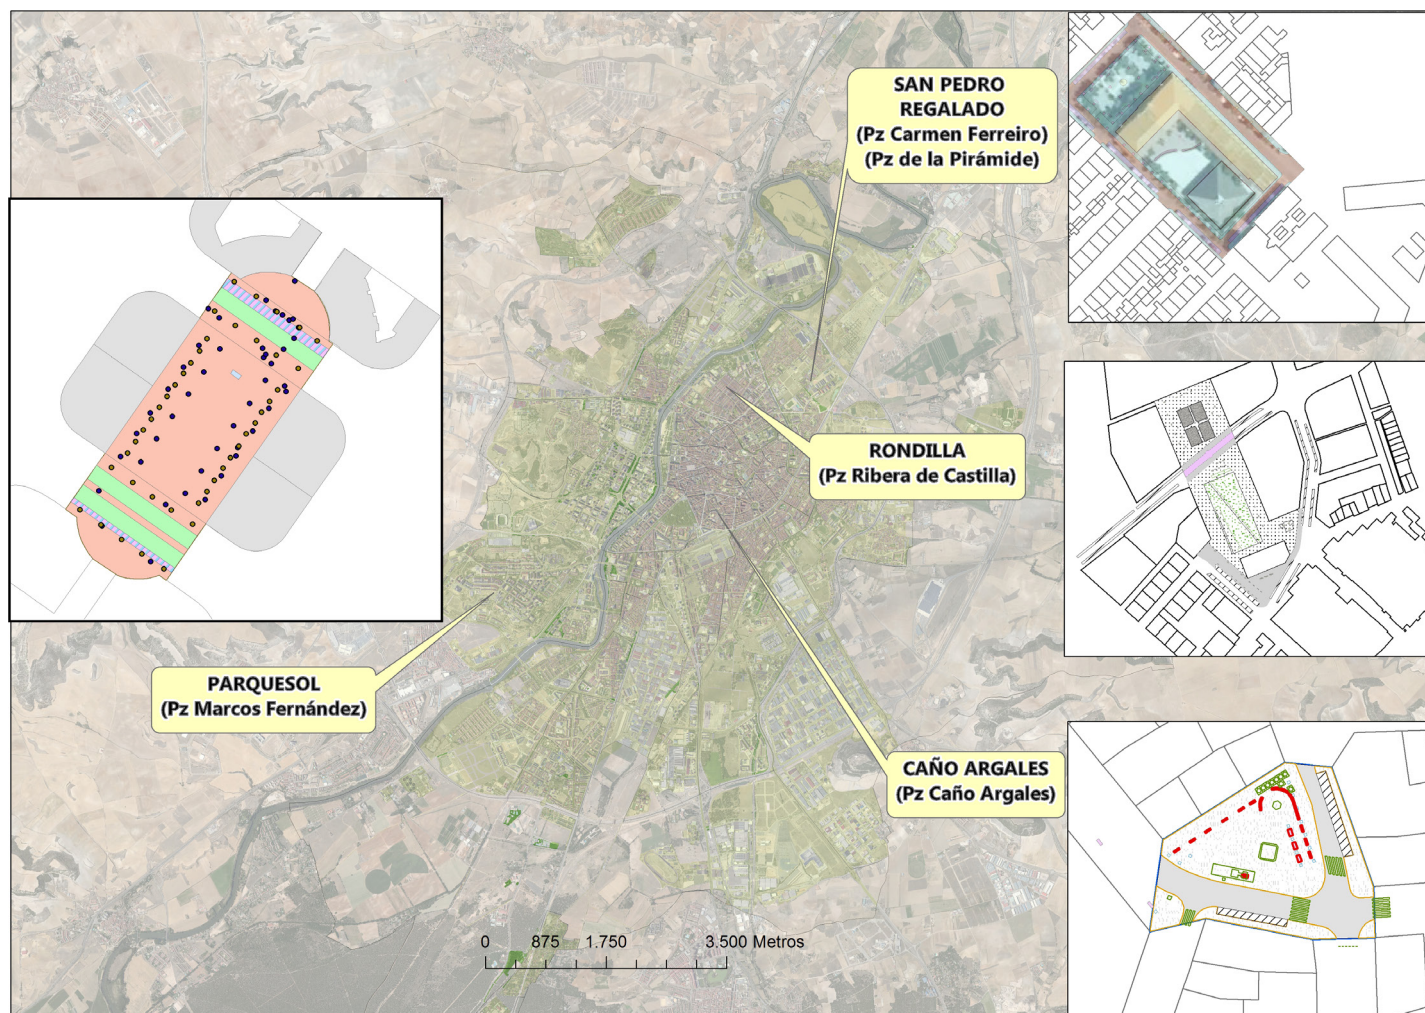 SAN PEDRO
REGALADO
(Pz Carmen Ferreiro)
(Pz de la Pirámide)
RONDILLA
(Pz Ribera de Castilla)
PARQUESOL
(Pz Marcos Fernández)
CAÑO ARGALES
(Pz Caño Argales)
0 875 1.750 3.500 Metros